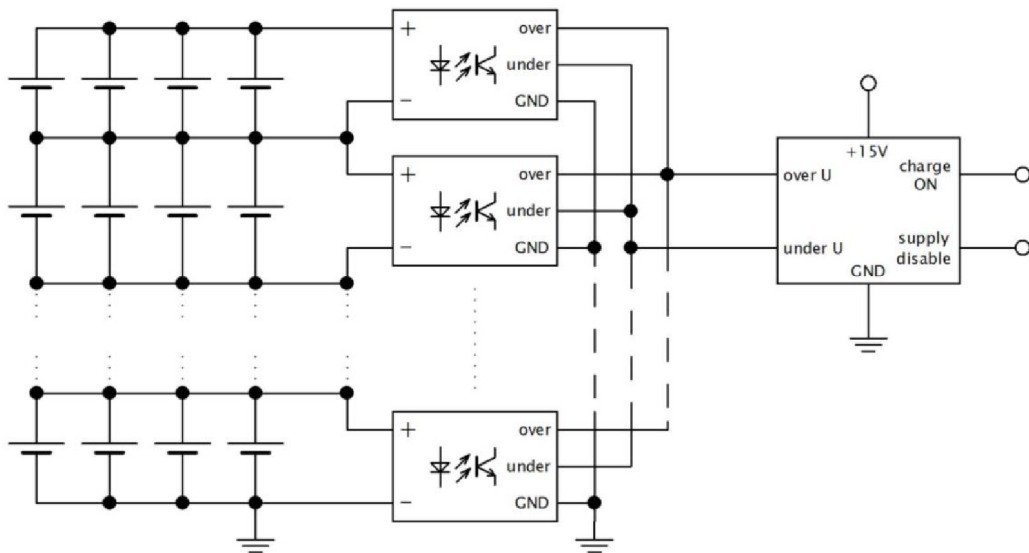 + over
under
− GND
+ over
under
− GND
+ over
under
− GND
+15V
over U
charge
ON
under U
supply
disable
GND